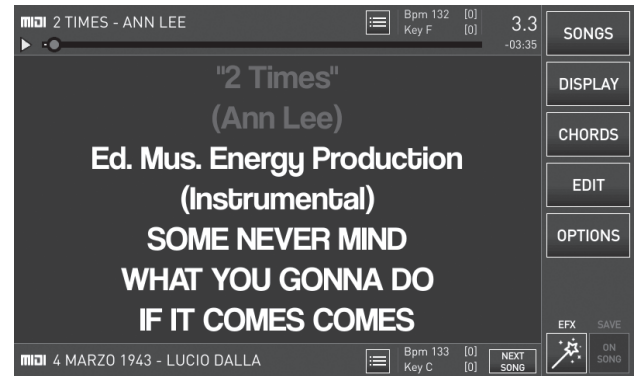 MIDI 2 TIMES - ANN LEE
Bpm 132 [0]
Key F [0]
3.3
-03:35
"2 Times"
(Ann Lee)
Ed. Mus. Energy Production
(Instrumental)
SOME NEVER MIND
WHAT YOU GONNA DO
IF IT COMES COMES
MIDI 4 MARZO 1943 - LUCIO DALLA
Bpm 133 [0]
Key C [0]
NEXT
SONG
SONGS
DISPLAY
CHORDS
EDIT
OPTIONS
EFX SAVE
ON
SONG